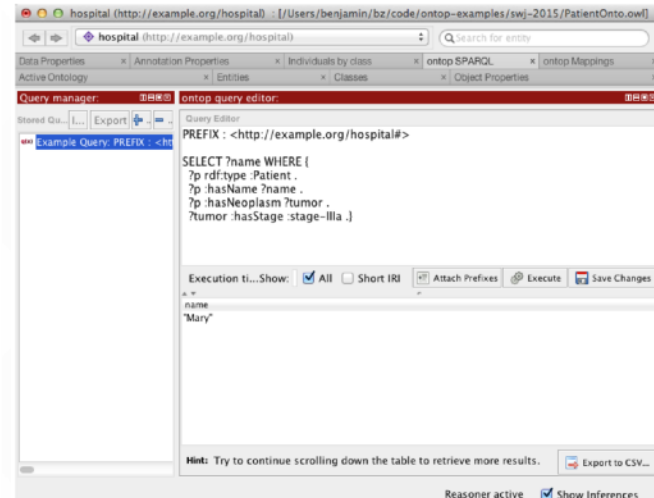 hospital (http://example.org/hospital) : [/Users/benjamin/bz/code/ontop-examples/swj-2015/PatientOnto.owl]
hospital (http://example.org/hospital)
Search for entity
Data Properties × Annotation Properties × Individuals by class × ontop SPARQL × ontop Mappings
Active Ontology × Entities × Classes × Object Properties
Query manager:
ontop query editor:
Stored Qu... I... Export
Example Query: PREFIX : <ht
Query Editor
PREFIX : <http://example.org/hospital#>
SELECT ?name WHERE {
?p rdf:type :Patient .
?p :hasName ?name .
?p :hasNeoplasm ?tumor .
?tumor :hasStage :stage-IIIa .}
Execution ti...Show: All Short IRI Attach Prefixes Execute Save Changes
name
"Mary"
Hint: Try to continue scrolling down the table to retrieve more results.
Export to CSV...
Reasoner active Show Inferences